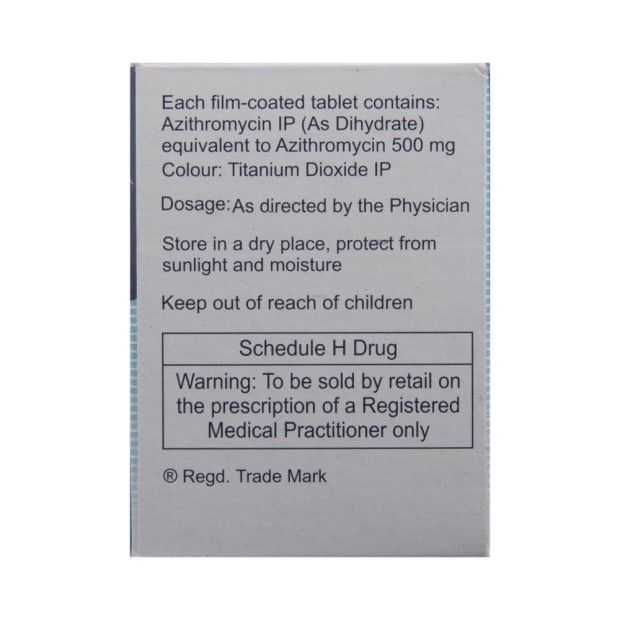 Each film-coated tablet contains:
Azithromycin IP (As Dihydrate)
equivalent to Azithromycin 500 mg
Colour: Titanium Dioxide IP
Dosage: As directed by the Physician
Store in a dry place, protect from
sunlight and moisture
Keep out of reach of children
Schedule H Drug
Warning: To be sold by retail on
the prescription of a Registered
Medical Practitioner only
® Regd. Trade Mark